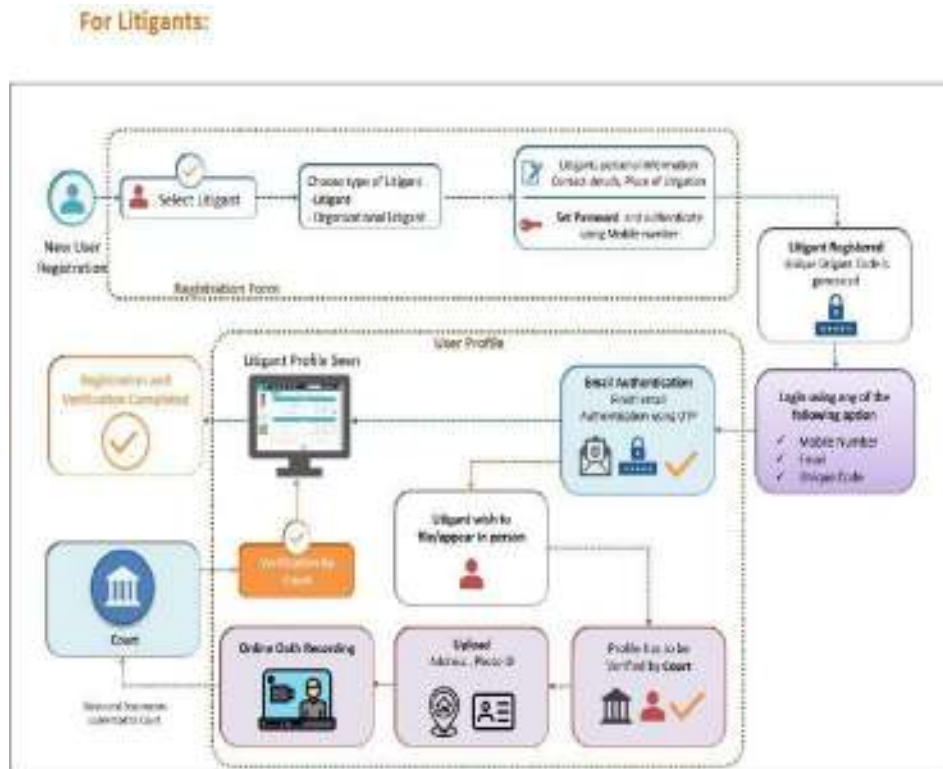 For Litigants:
Select Litigant
Choose type of Litigant
-Litigant
- Organizational Litigant
Litigants personal Information
Contact details, Place of Litigation
Set Password and authenticate
using Mobile number
New User
Registration
Registration Form
Litigant Registered
Unique Litigant Code is
generated
User Profile
Litigant Profile Seen
Registration and
Verification Completed
Email Authentication
Authentication using OTP
Login using any of the
following option
✓ Mobile Number
✓ Email
✓ Unique Code
Litigant wish to
file/appear in person
Verification by
Court
Court
Online Oath Recording
Upload
Address, Photo ID
Profile has to be
Verified by Court